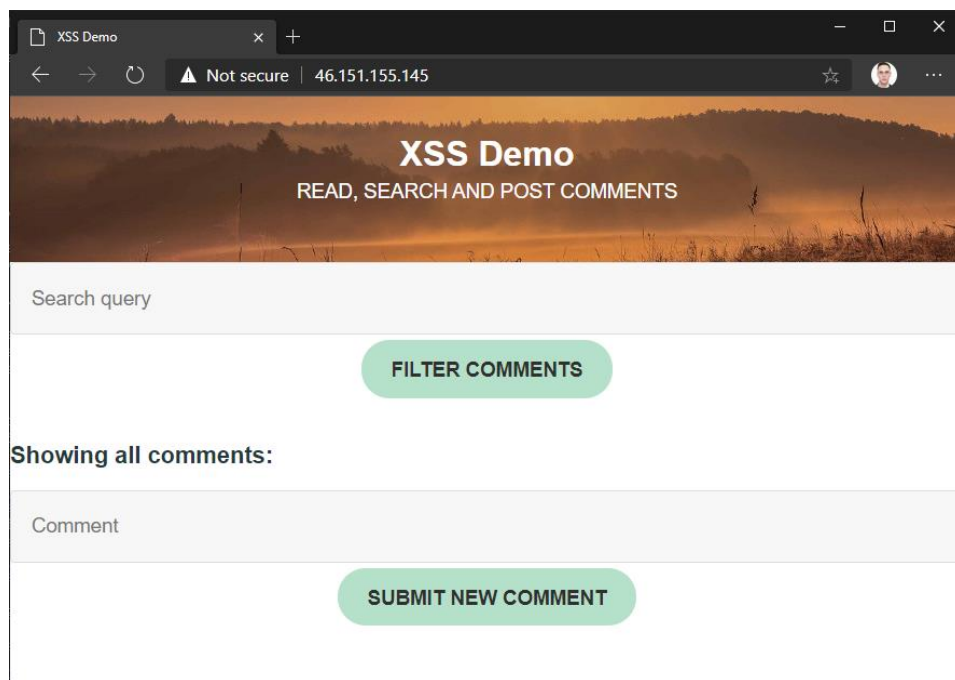 XSS Demo
Not secure 46.151.155.145
XSS Demo
READ, SEARCH AND POST COMMENTS
Search query
FILTER COMMENTS
Showing all comments:
Comment
SUBMIT NEW COMMENT